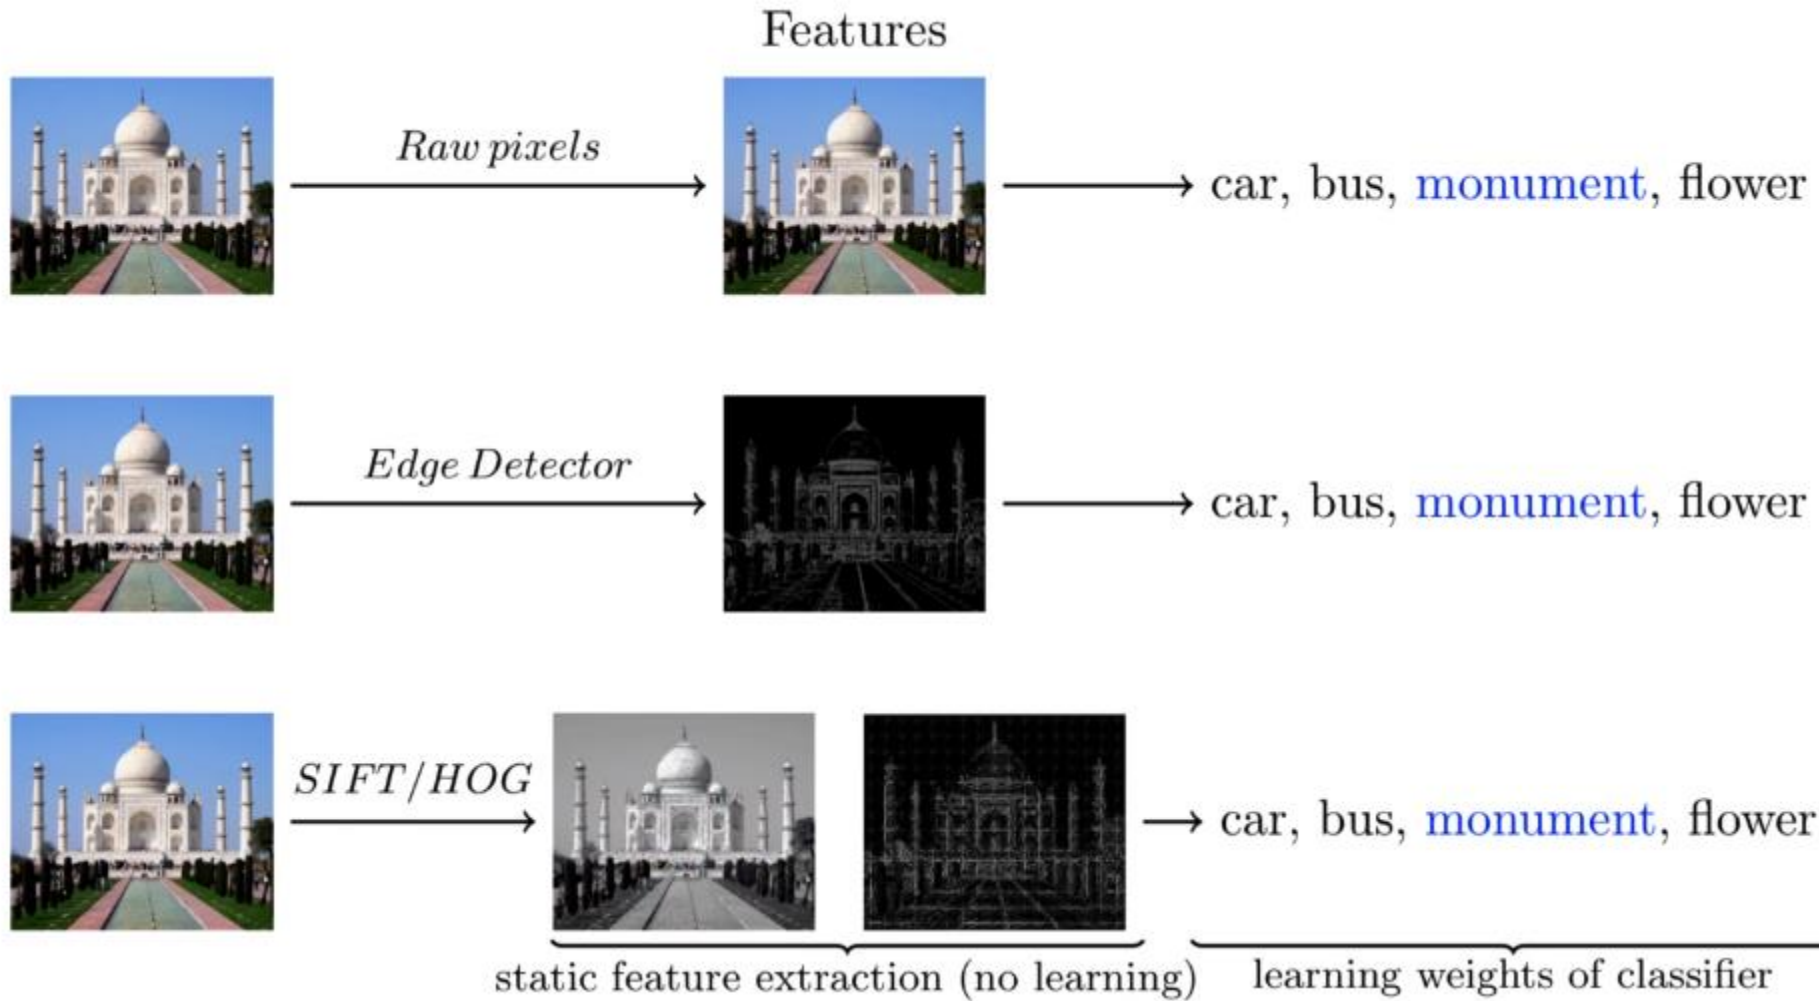 Features
Raw pixels
car, bus, monument, flower
Edge Detector
car, bus, monument, flower
SIFT/HOG
car, bus, monument, flower
static feature extraction (no learning)
learning weights of classifier